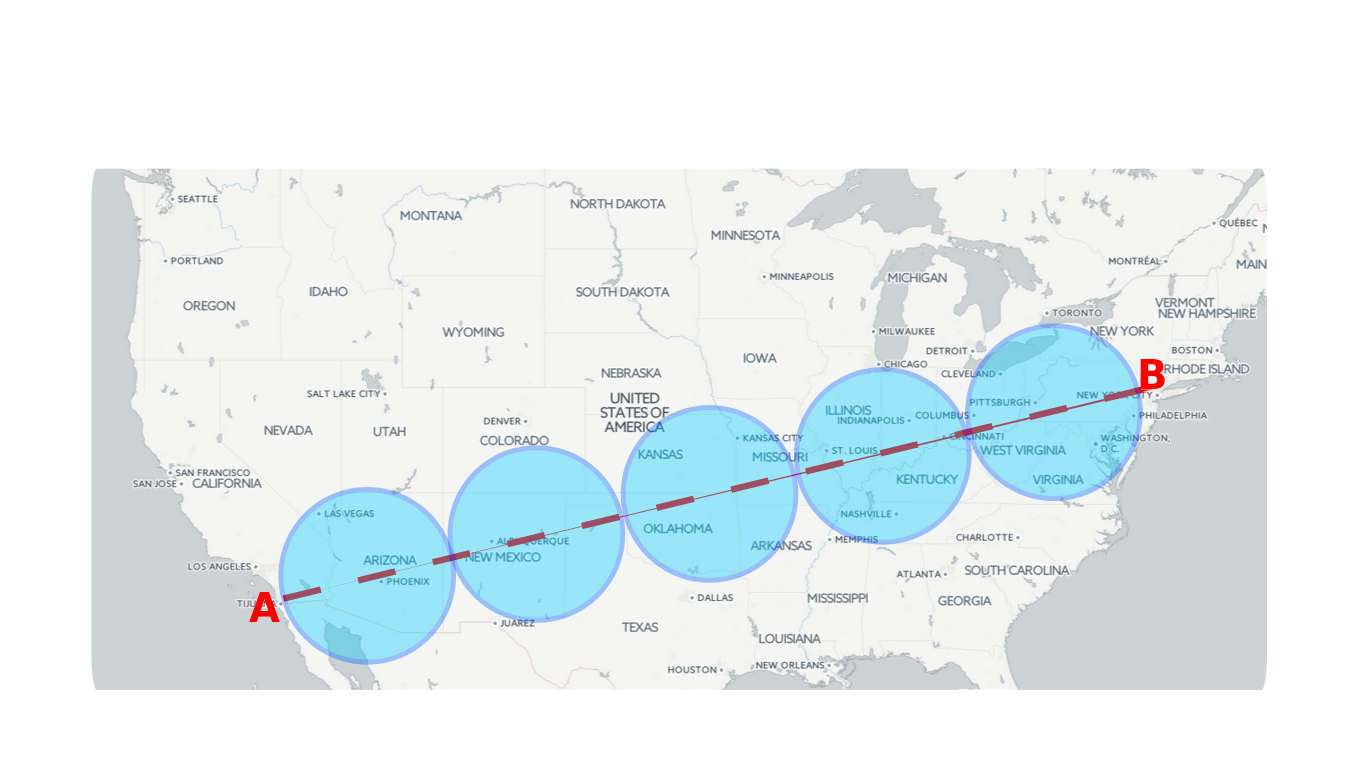 SEATTLE
MONTANA
NORTH DAKOTA
QUÉBEC
MINNESOTA
PORTLAND
MONTRÉAL
MAIN
IDAHO
MINNEAPOLIS
MICHIGAN
OREGON
SOUTH DAKOTA
VERMONT
NEW HAMPSHIRE
TORONTO
WYOMING
MILWAUKEE
NEW YORK
IOWA
DETROIT
BOSTON
CHICAGO
RHODE ISLAND
NEBRASKA
CLEVELAND
B
SALT LAKE CITY
UNITED
STATES OF
AMERICA
NEW YORK CITY
PITTSBURGH
ILLINOIS
INDIANAPOLIS
COLUMBUS
PHILADELPHIA
DENVER
NEVADA
UTAH
COLORADO
KANSAS CITY
CINCINNATI
WASHINGTON,
D.C.
KANSAS
MISSOURI
ST. LOUIS
WEST VIRGINIA
SAN FRANCISCO
SAN JOSE
CALIFORNIA
KENTUCKY
VIRGINIA
LAS VEGAS
NASHVILLE
OKLAHOMA
ALBUQUERQUE
NEW MEXICO
ARKANSAS
MEMPHIS
CHARLOTTE
LOS ANGELES
ARIZONA
PHOENIX
ATLANTA
SOUTH CAROLINA
A
DALLAS
MISSISSIPPI
GEORGIA
JUÁREZ
TEXAS
LOUISIANA
HOUSTON
NEW ORLEANS